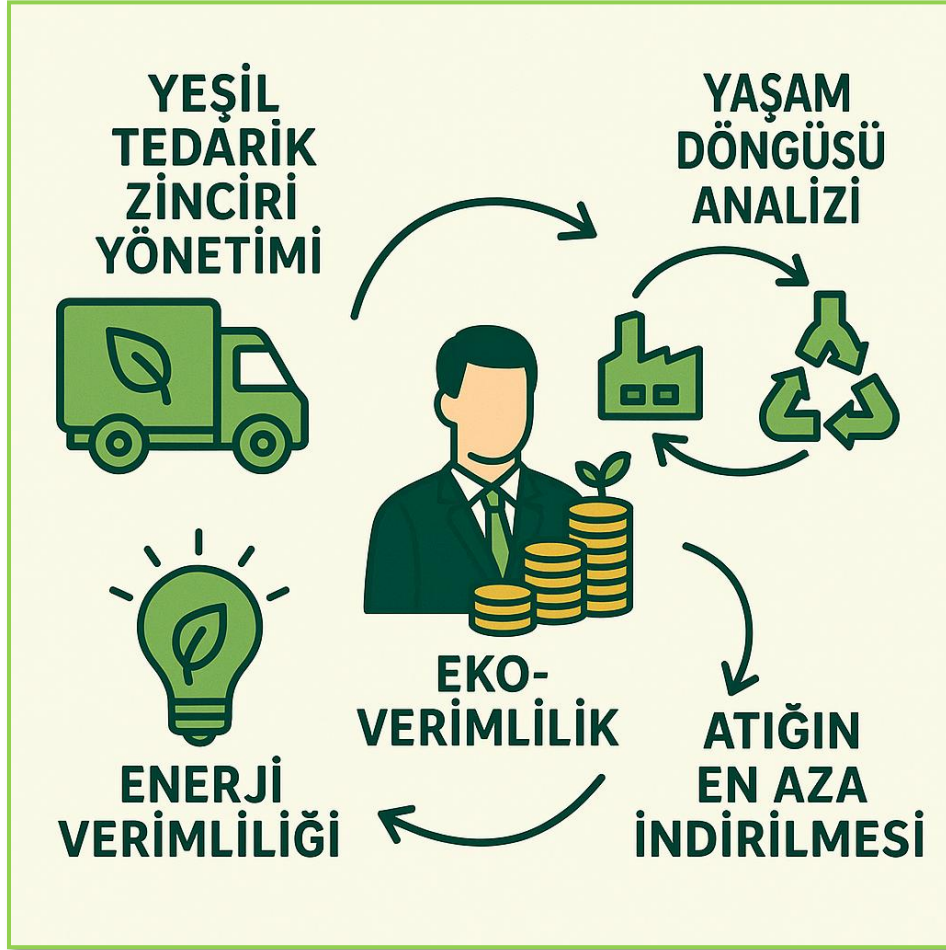 YEŞİL
TEDARİK
ZİNCİRİ
YÖNETİMİ
YAŞAM
DÖNGÜSÜ
ANALİZİ
EKO-
VERİMLİLİK
ENERJİ
VERİMLİLİĞİ
ATIĞIN
EN AZA
İNDİRİLMESİ